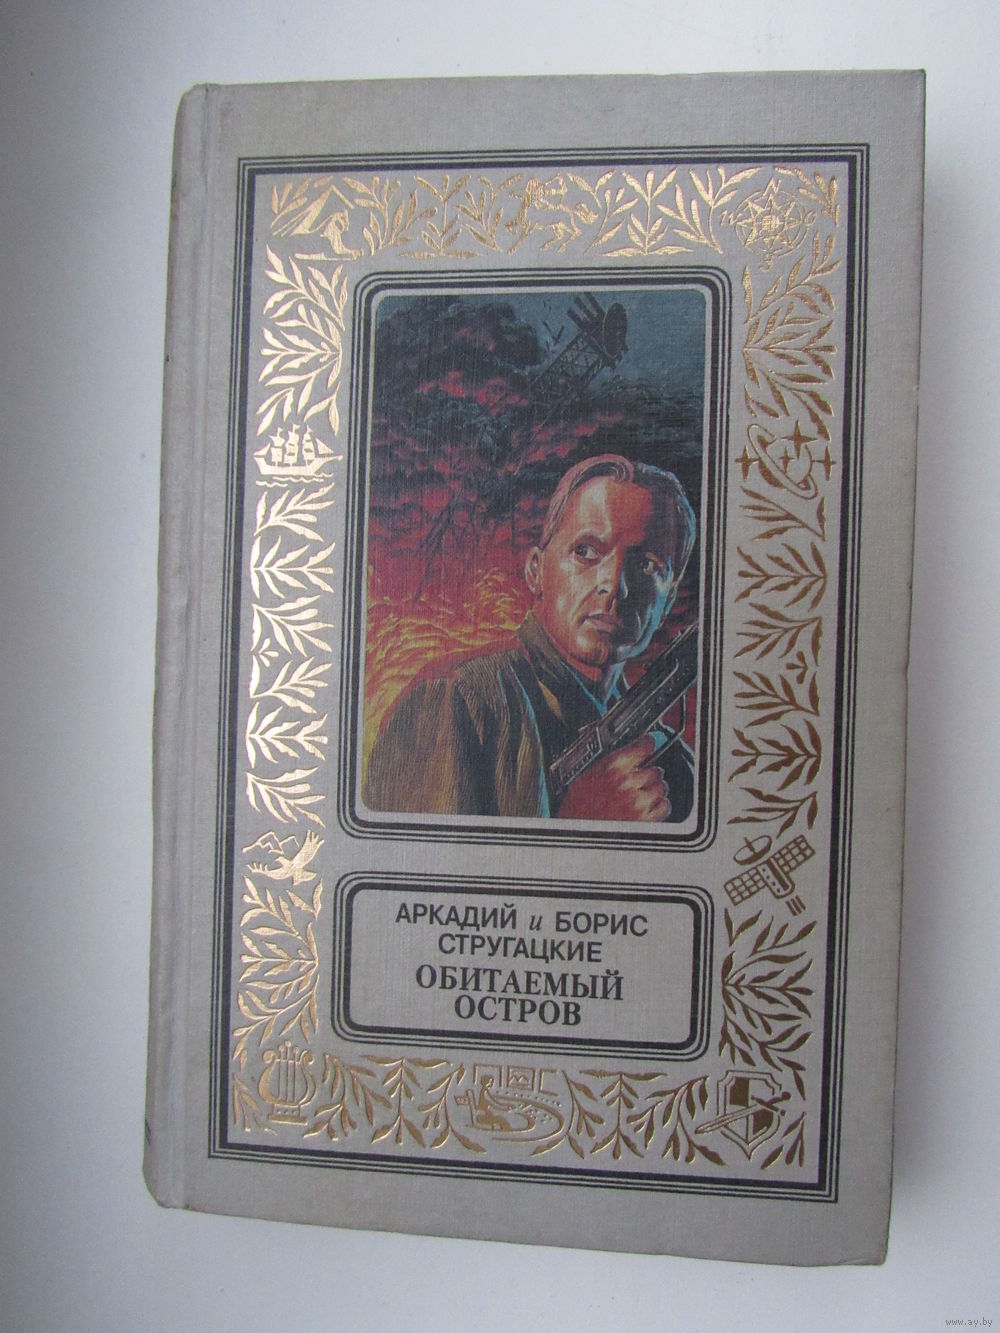 АРКАДИЙ и БОРИС
СТРУГАЦКИЕ
ОБИТАЕМЫЙ
ОСТРОВ
www.ay.by